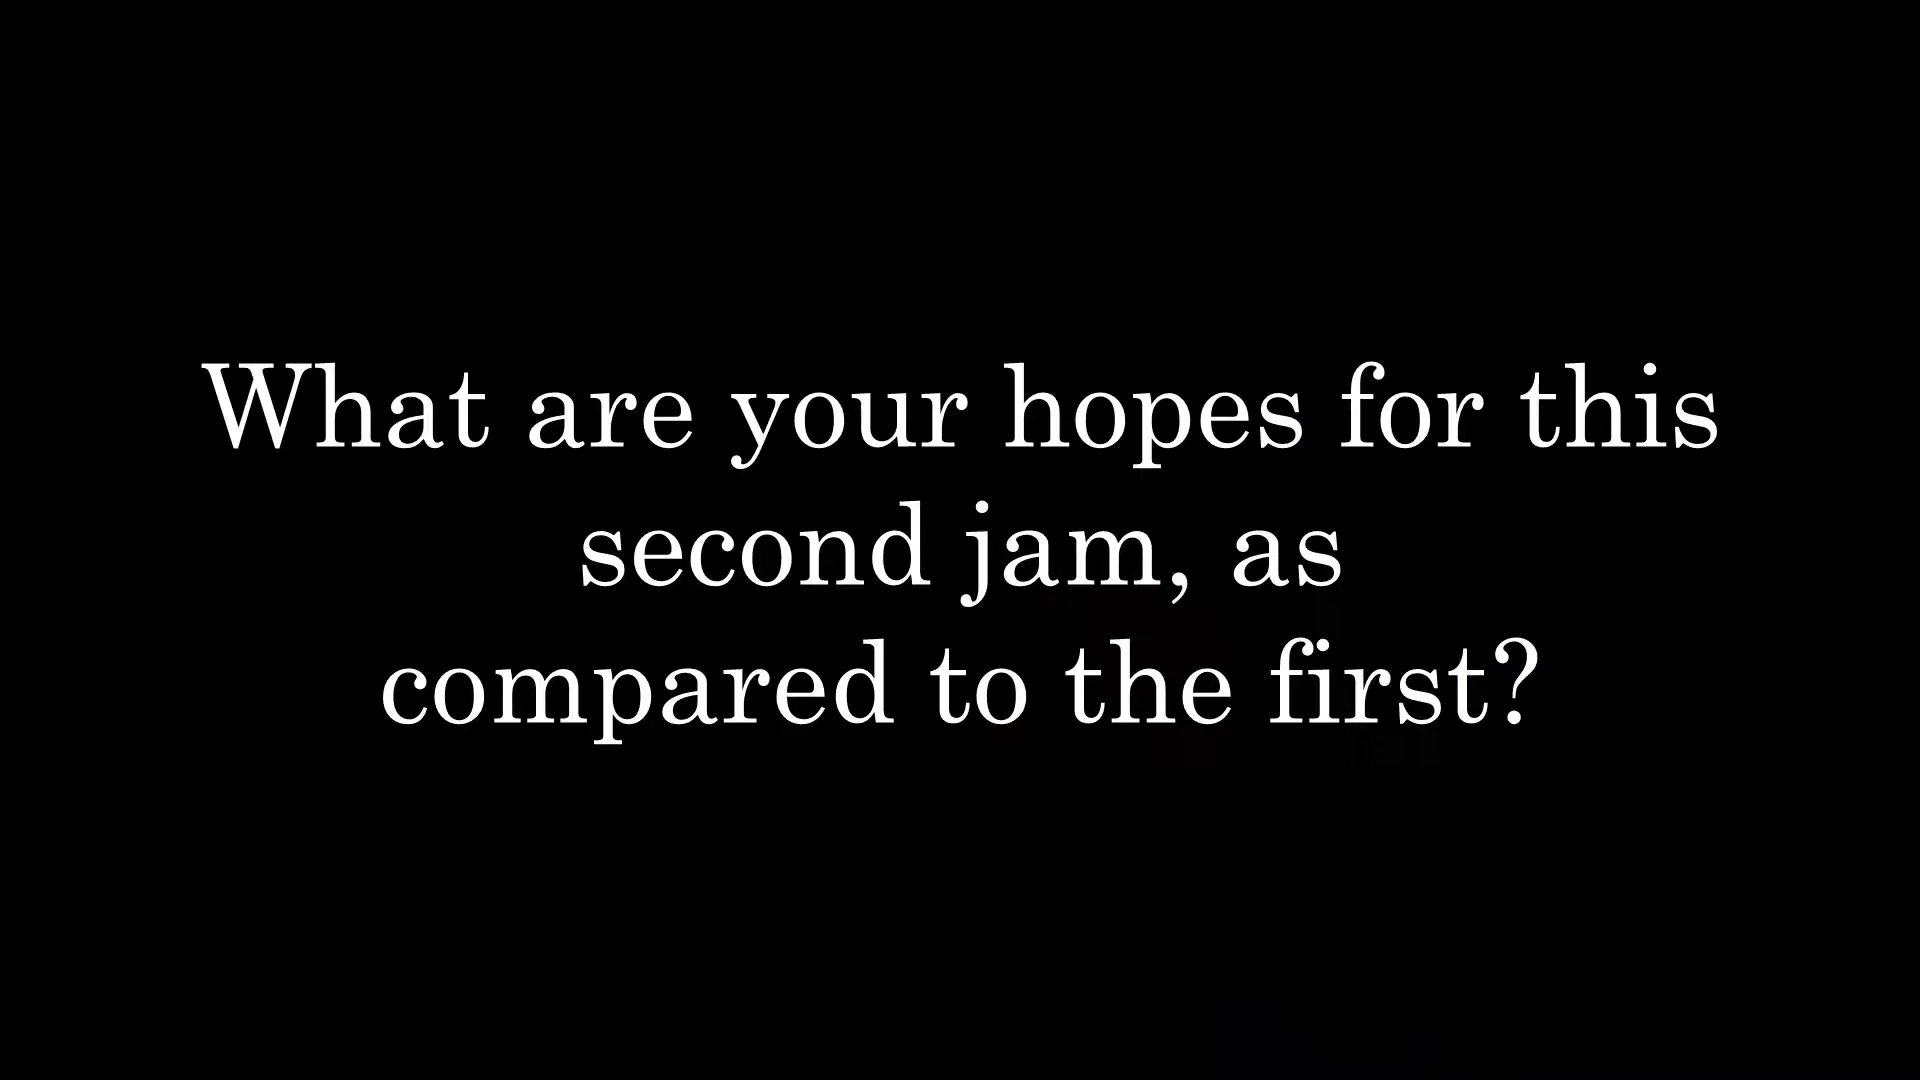 What are your hopes for this
second jam, as
compared to the first?